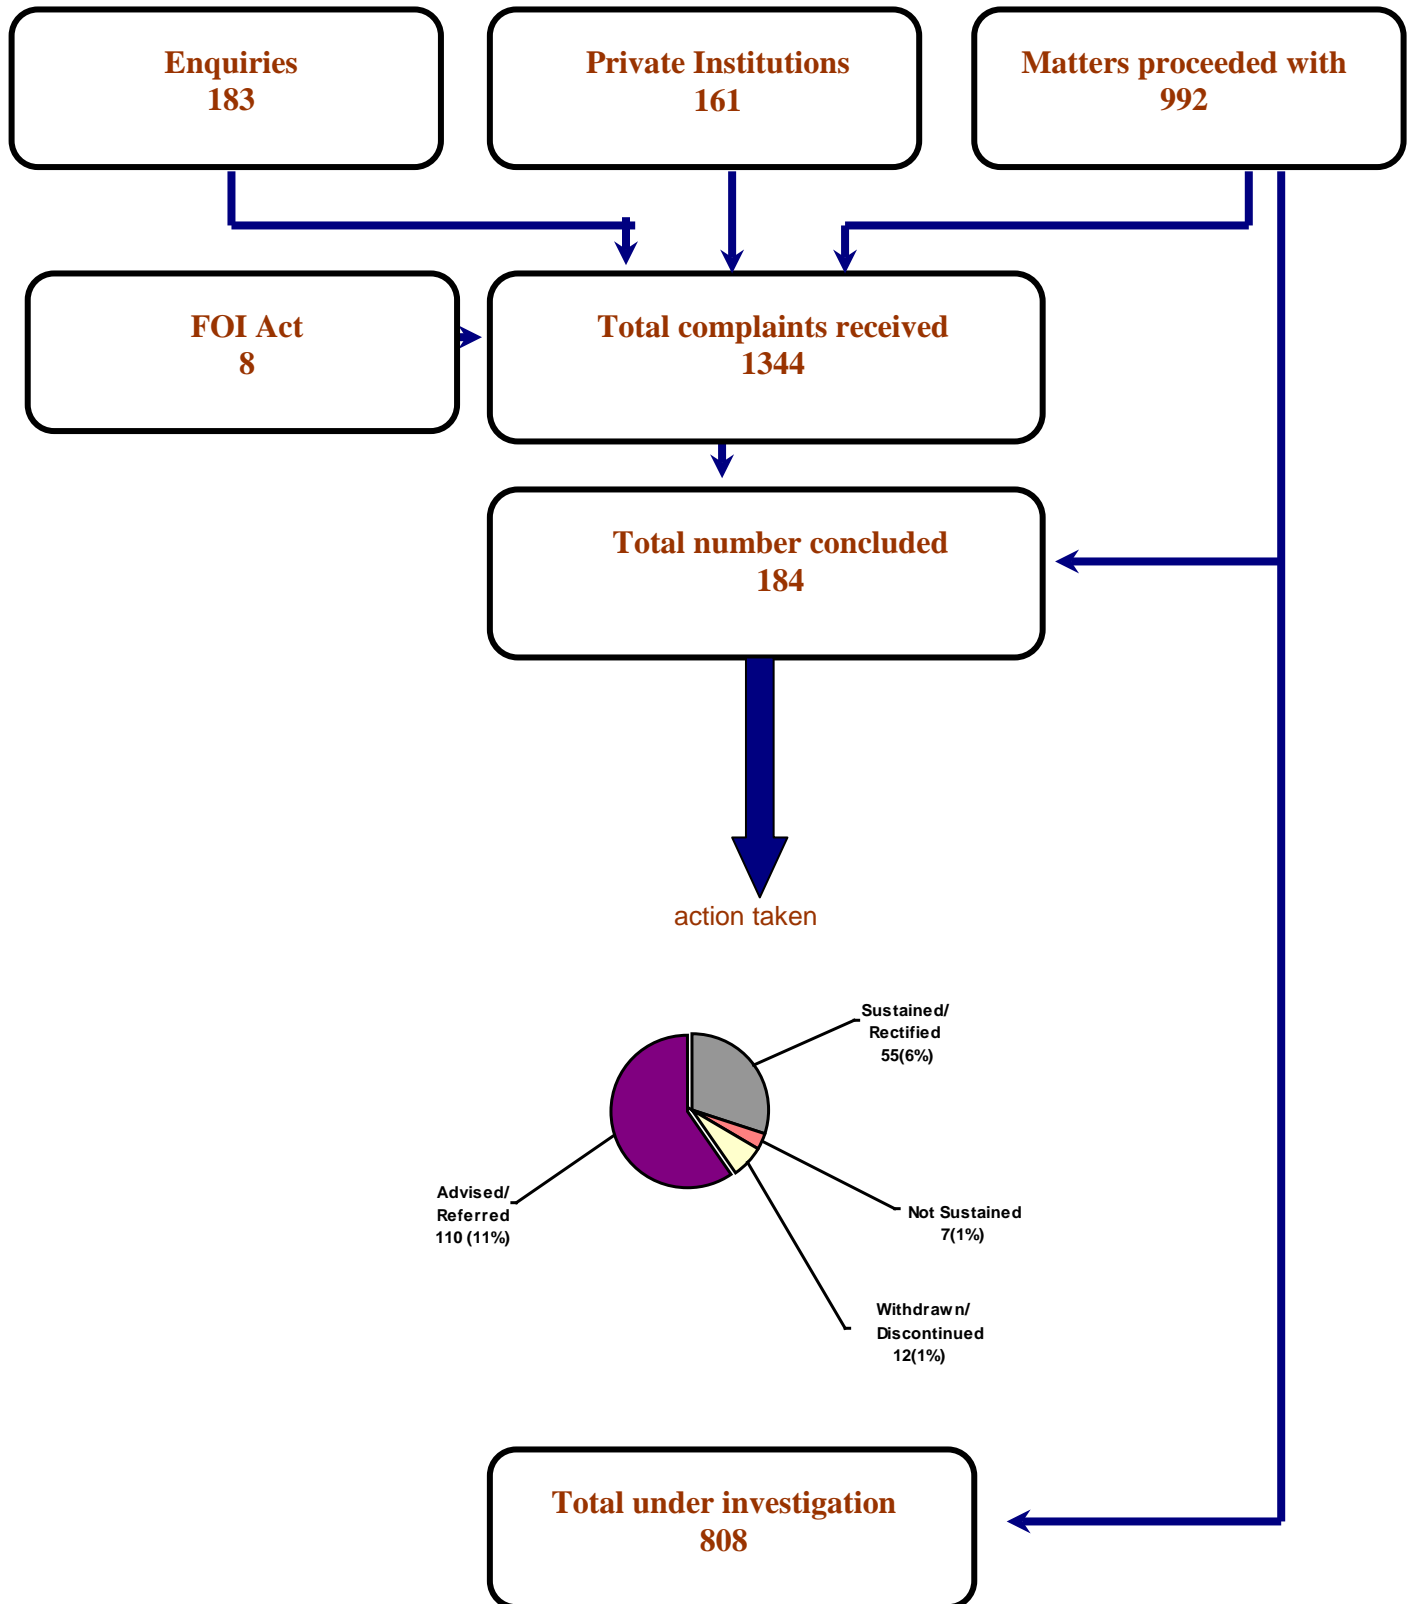 Enquiries
183
Private Institutions
161
Matters proceeded with
992
FOI Act
8
Total complaints received
1344
Total number concluded
184
action taken
Sustained/
Rectified
55(6%)
Advised/
Referred
110 (11%)
Not Sustained
7(1%)
Withdrawn/
Discontinued
12(1%)
Total under investigation
808